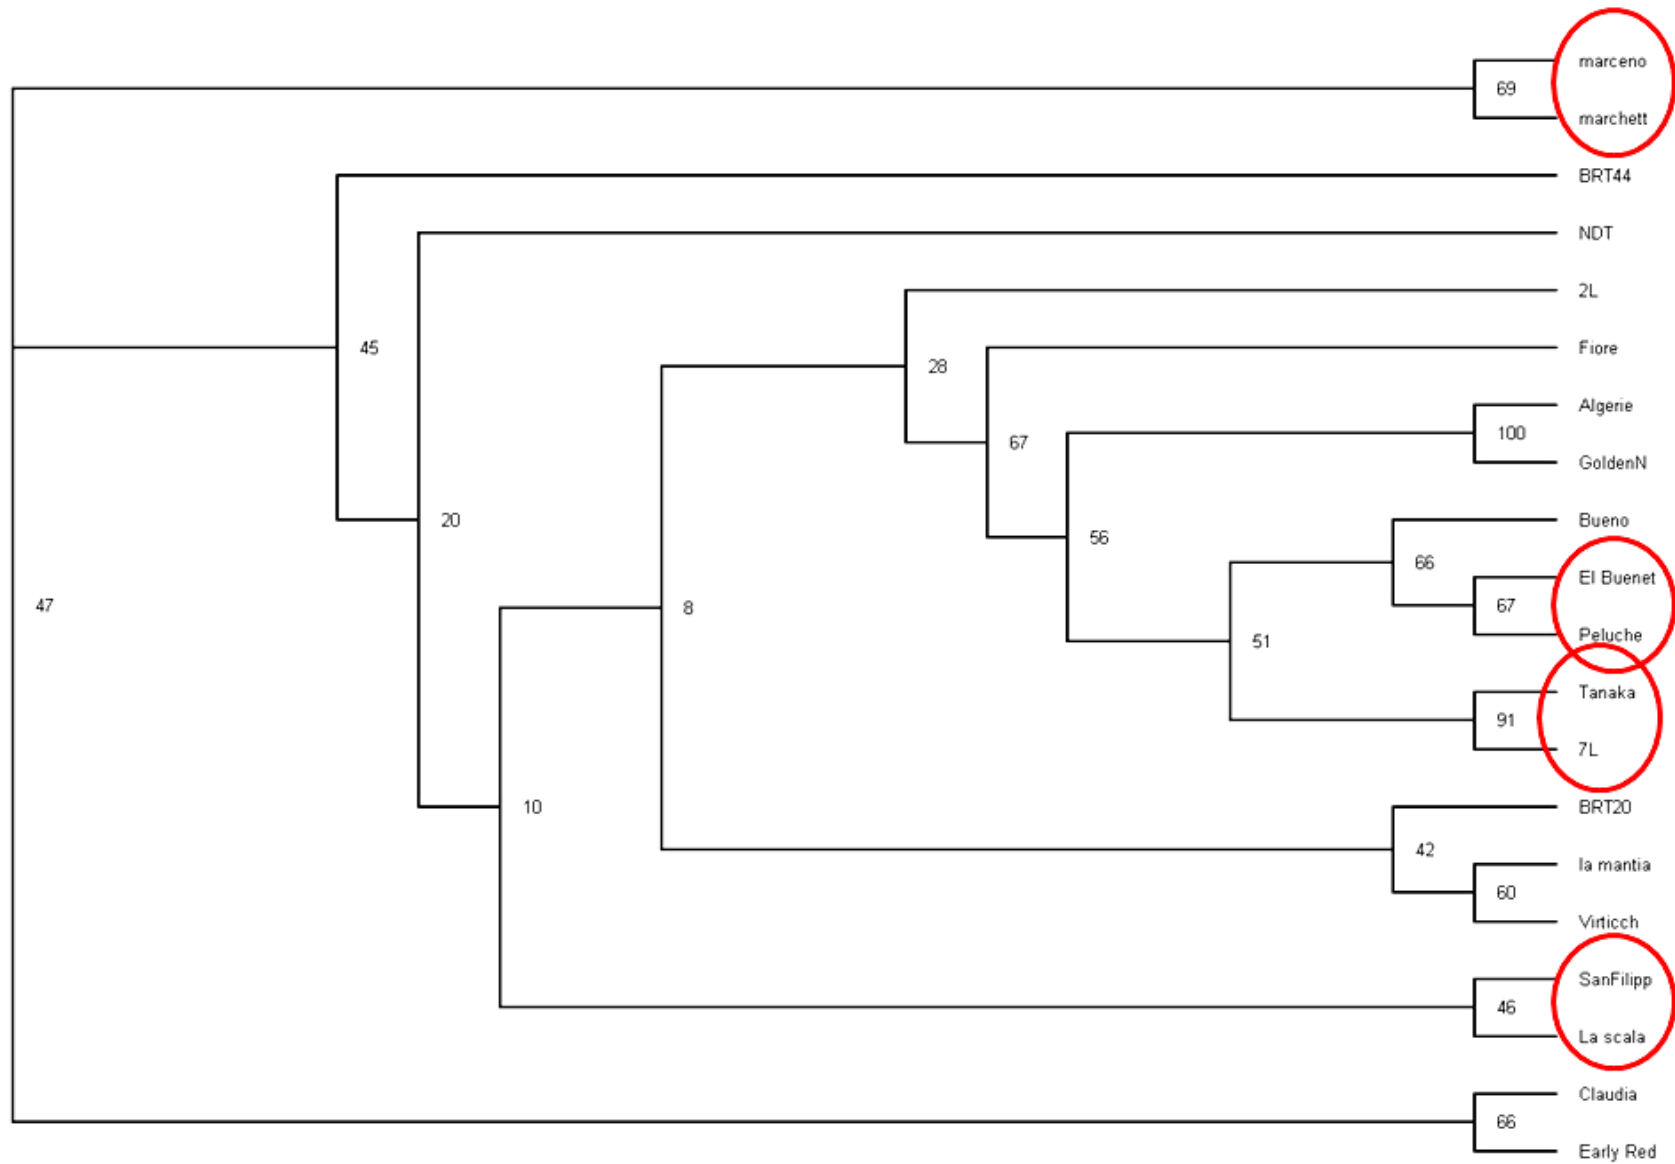 marceno
69
marchett
BRT44
NDT
2L
45
Fiore
28
Algerie
67
100
GoldenN
20
Bueno
56
66
El Buenet
47
8
67
Peluche
51
Tanaka
91
7L
10
BRT20
42
la mantia
60
Virticch
SanFilipp
46
La scala
Claudia
66
Early Red